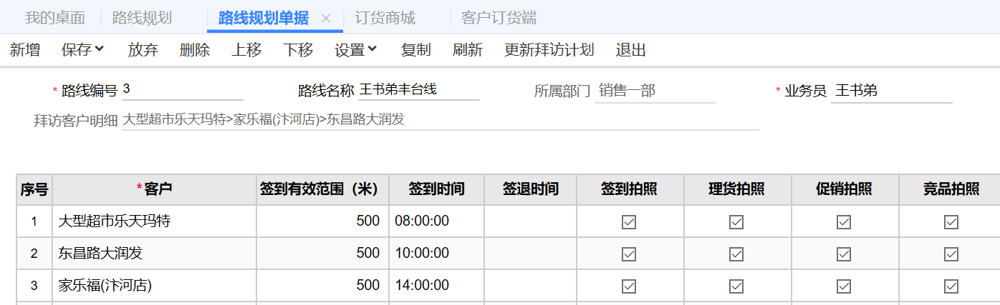 我的桌面 路线规划 路线规划单据 × 订货商城 客户订货端
新增 保存 放弃 删除 上移 下移 设置 复制 刷新 更新拜访计划 退出
* 路线编号 3 路线名称 王书弟丰台线 所属部门 销售一部 * 业务员 王书弟
拜访客户明细 大型超市乐天玛特>家乐福(汴河店)>东昌路大润发
序号 *客户 签到有效范围（米） 签到时间 签退时间 签到拍照 理货拍照 促销拍照 竞品拍照
1 大型超市乐天玛特 500 08:00:00
2 东昌路大润发 500 10:00:00
3 家乐福(汴河店) 500 14:00:00